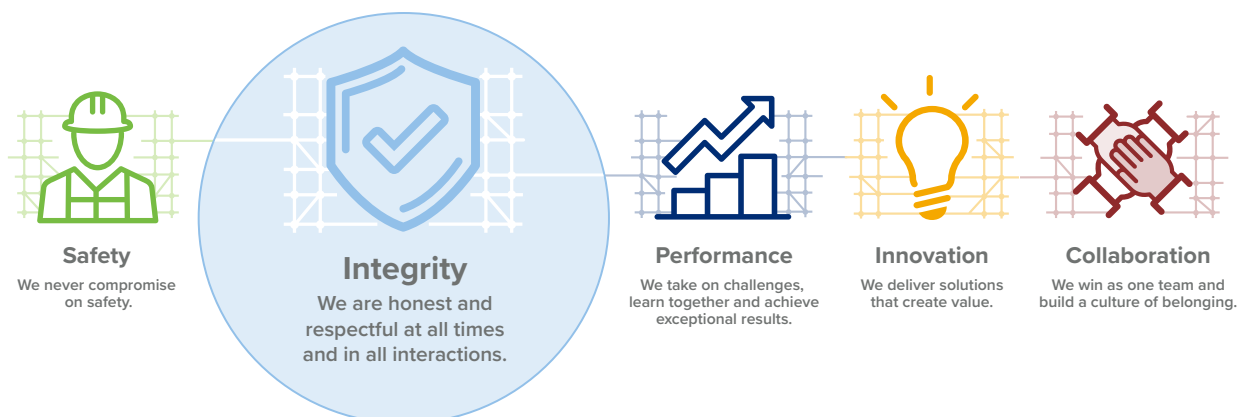 Safety
We never compromise
on safety.
Integrity
We are honest and
respectful at all times
and in all interactions.
Performance
We take on challenges,
learn together and achieve
exceptional results.
Innovation
We deliver solutions
that create value.
Collaboration
We win as one team and
build a culture of belonging.